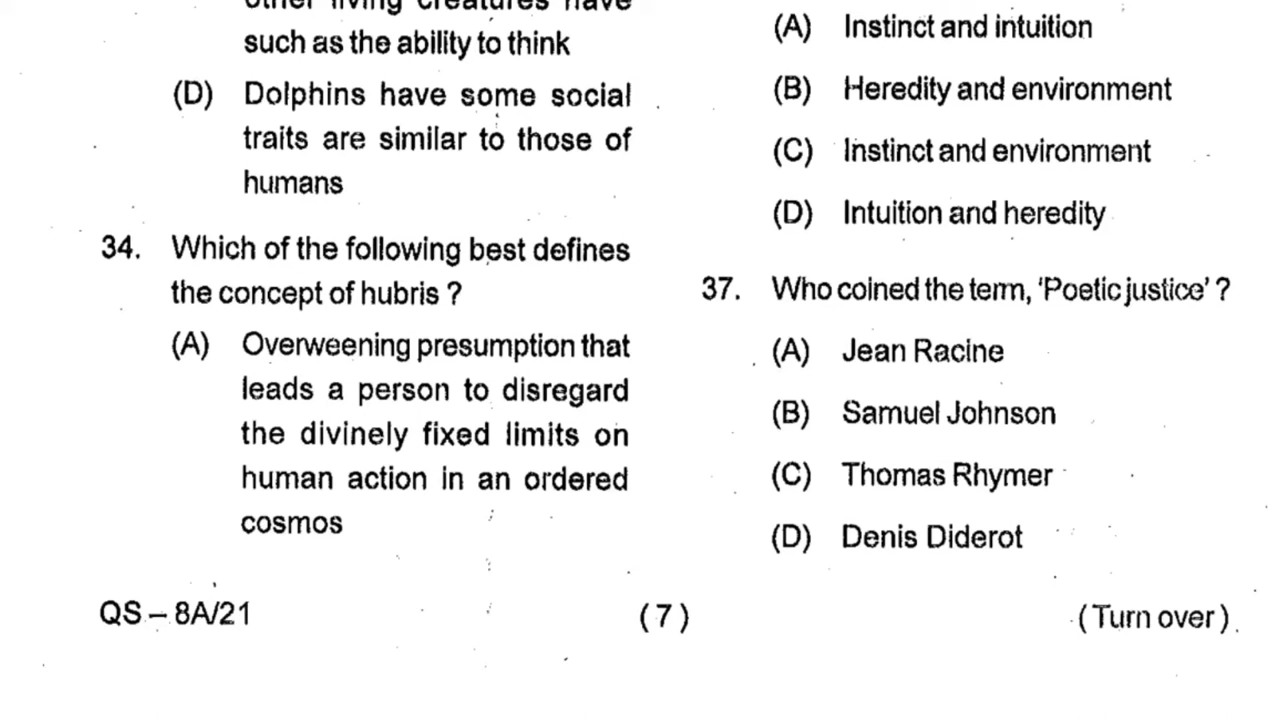 other living creatures have
such as the ability to think
(D) Dolphins have some social
traits are similar to those of
humans
34. Which of the following best defines
the concept of hubris ?
(A) Overweening presumption that
leads a person to disregard
the divinely fixed limits on
human action in an ordered
cosmos
(A) Instinct and intuition
(B) Heredity and environment
(C) Instinct and environment
(D) Intuition and heredity
37. Who coined the term, ‘Poetic justice’ ?
(A) Jean Racine
(B) Samuel Johnson
(C) Thomas Rhymer
(D) Denis Diderot
QS – 8A/21 (7) (Turn over)